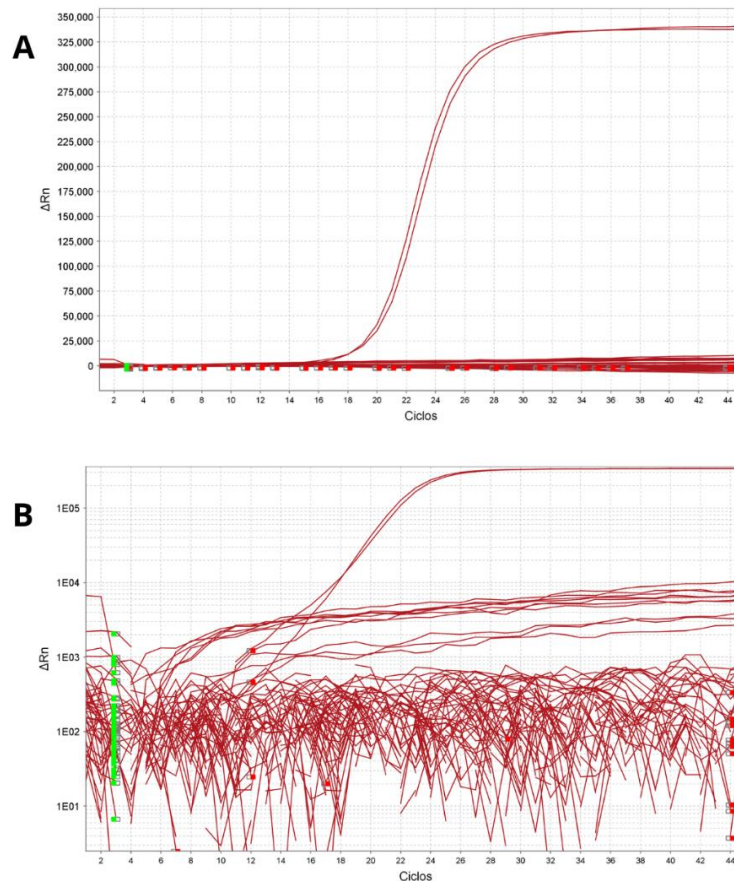 A
350,000
325,000
300,000
275,000
250,000
225,000
200,000
175,000
150,000
125,000
100,000
75,000
50,000
25,000
0
ΔRn
2 4 6 8 10 12 14 16 18 20 22 24 26 28 30 32 34 36 38 40 42 44
Ciclos
B
1E05
1E04
1E03
1E02
1E01
ΔRn
2 4 6 8 10 12 14 16 18 20 22 24 26 28 30 32 34 36 38 40 42 44
Ciclos